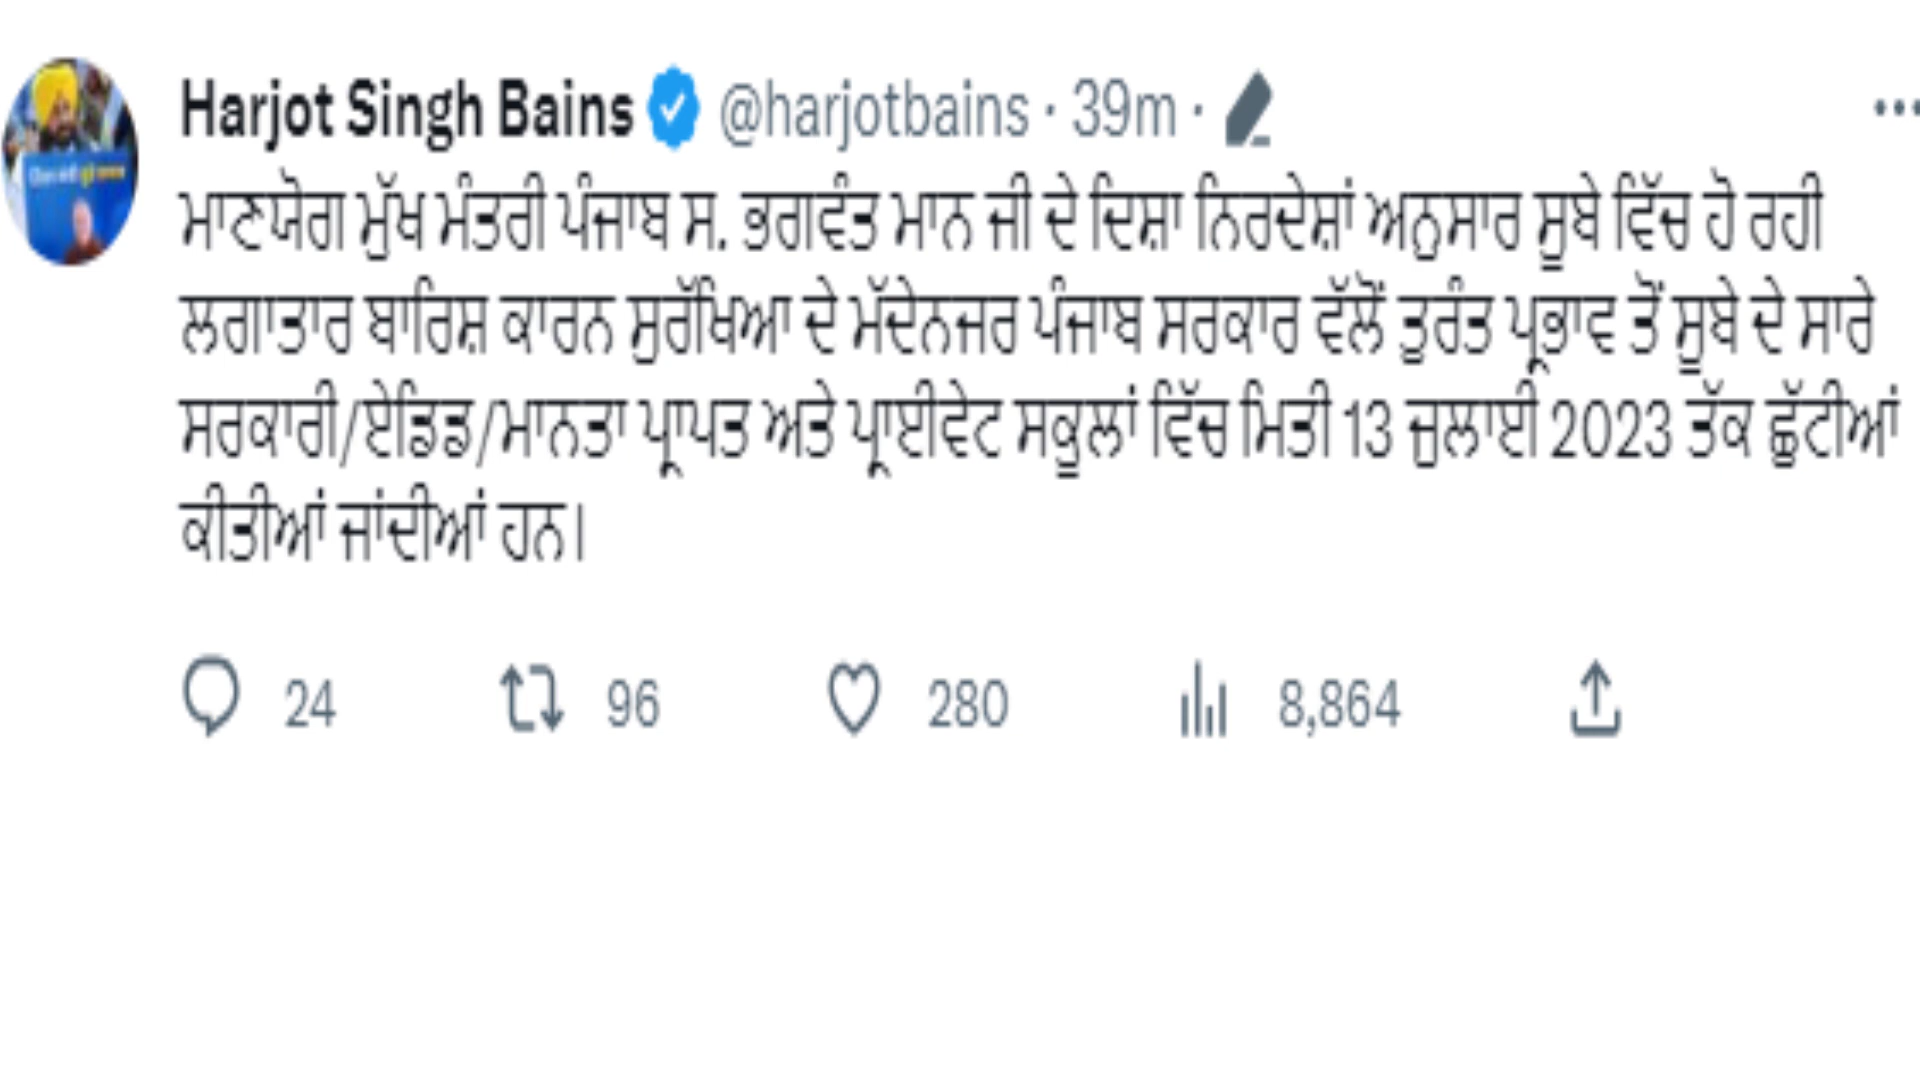 Harjot Singh Bains @harjotbains · 39m ·
ਮਾਣਯੋਗ ਮੁੱਖ ਮੰਤਰੀ ਪੰਜਾਬ ਸ. ਭਗਵੰਤ ਮਾਨ ਜੀ ਦੇ ਦਿਸ਼ਾ ਨਿਰਦੇਸ਼ਾਂ ਅਨੁਸਾਰ ਸੂਬੇ ਵਿੱਚ ਹੋ ਰਹੀ
ਲਗਾਤਾਰ ਬਾਰਿਸ਼ ਕਾਰਨ ਸੁਰੱਖਿਆ ਦੇ ਮੱਦੇਨਜਰ ਪੰਜਾਬ ਸਰਕਾਰ ਵੱਲੋਂ ਤੁਰੰਤ ਪ੍ਰਭਾਵ ਤੋਂ ਸੂਬੇ ਦੇ ਸਾਰੇ
ਸਰਕਾਰੀ/ਏਡਿਡ/ਮਾਨਤਾ ਪ੍ਰਾਪਤ ਅਤੇ ਪ੍ਰਾਈਵੇਟ ਸਕੂਲਾਂ ਵਿੱਚ ਮਿਤੀ 13 ਜੁਲਾਈ 2023 ਤੱਕ ਛੁੱਟੀਆਂ
ਕੀਤੀਆਂ ਜਾਂਦੀਆਂ ਹਨ।
24 96 280 8,864